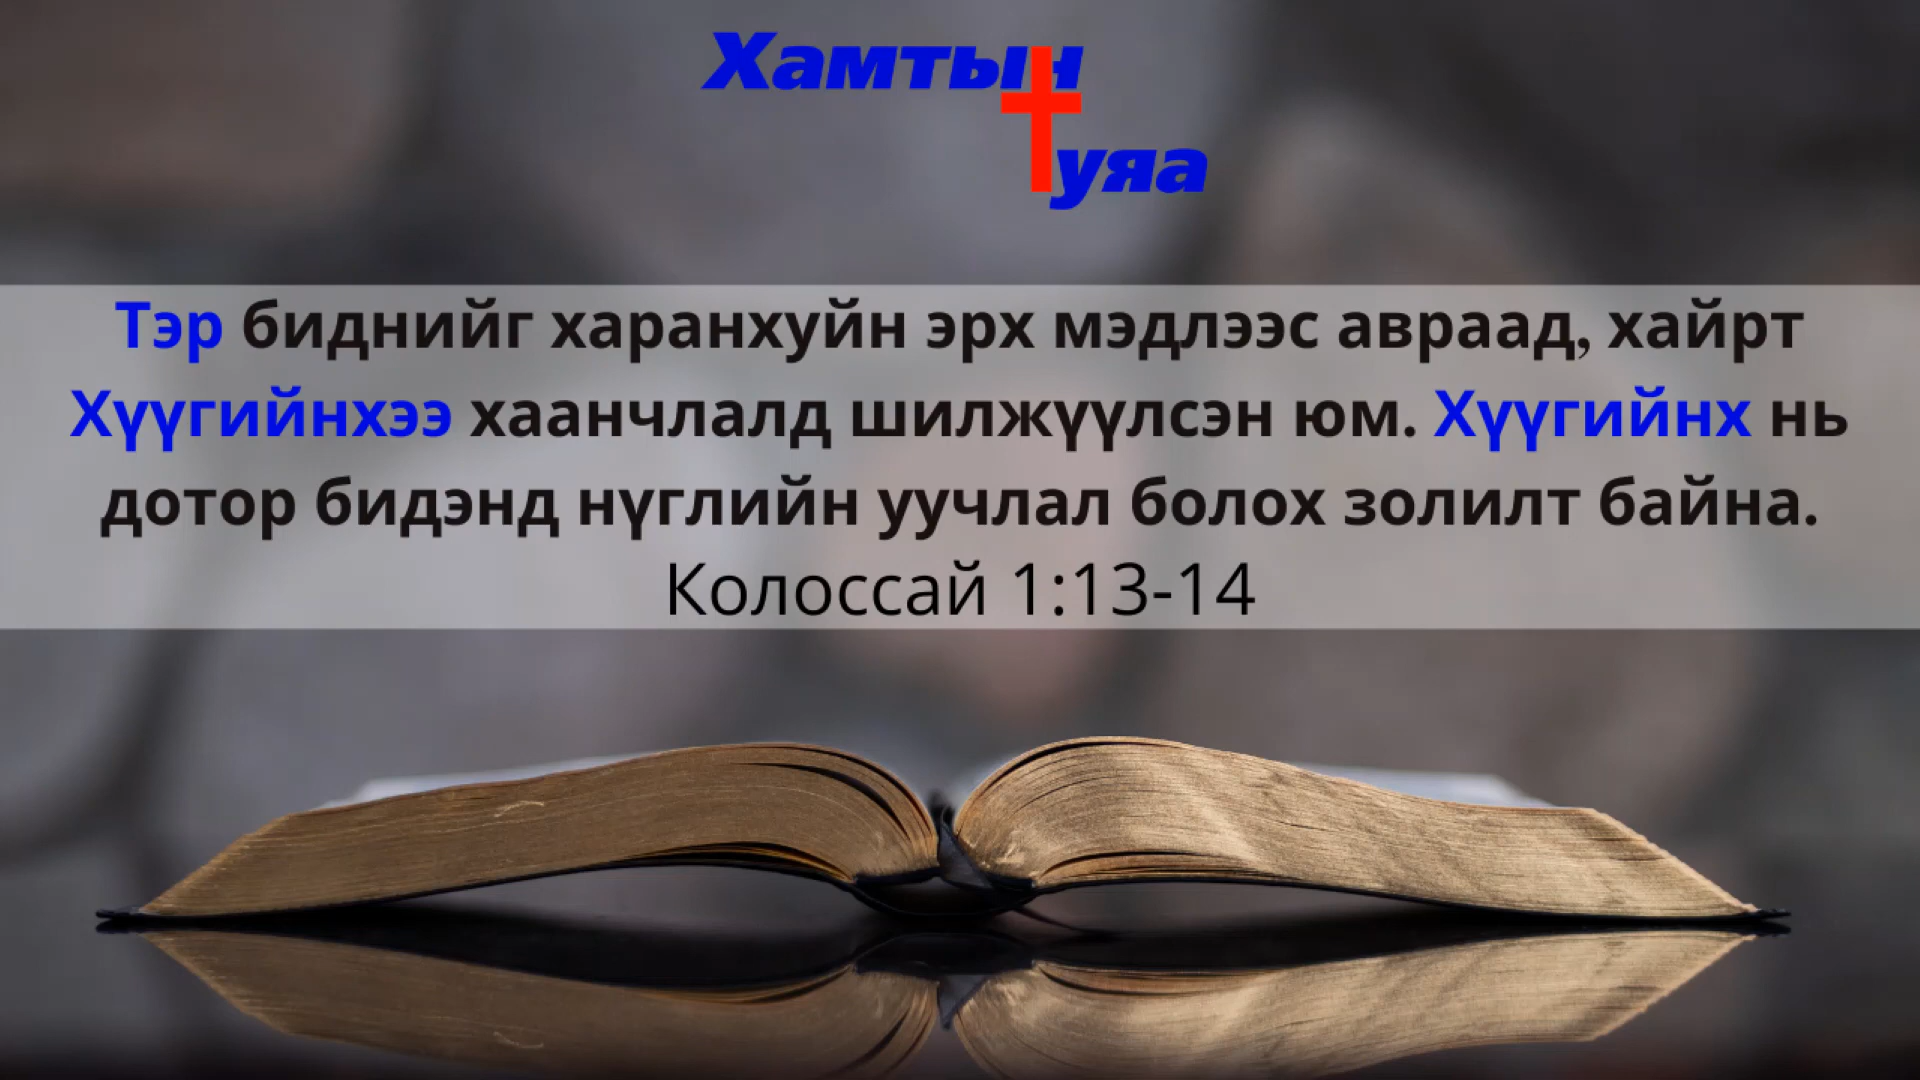 Хамтын
Туяа
Тэр биднийг харанхуйн эрх мэдлээс авраад, хайрт
Хүүгийнхээ хаанчлалд шилжүүлсэн юм. Хүүгийнх нь
дотор бидэнд нүглийн уучлал болох золилт байна.
Колоссай 1:13-14